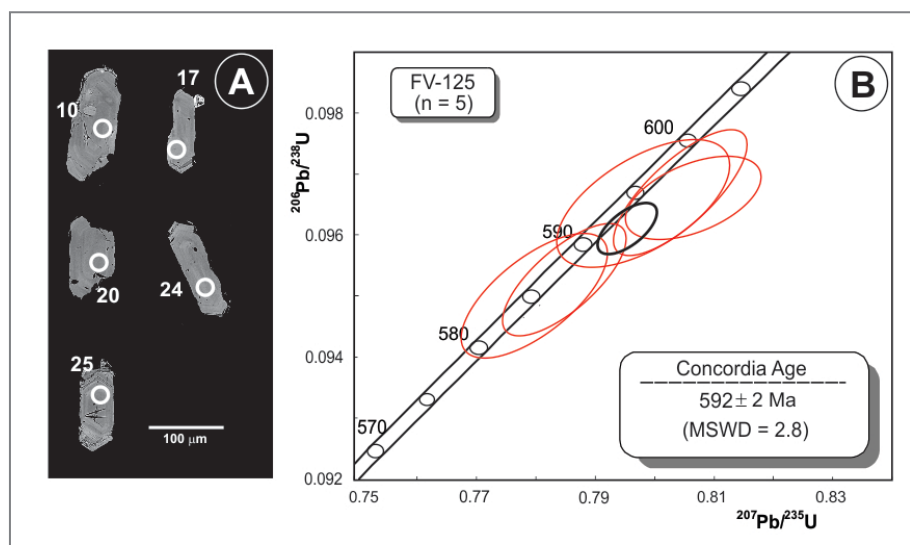 A
10
17
20
24
25
100 µm
B
FV-125
(n = 5)
²⁰⁶Pb/²³⁸U
0.098
0.096
0.094
0.092
600
590
580
570
Concordia Age
592± 2 Ma
(MSWD = 2.8)
0.75
0.77
0.79
0.81
0.83
²⁰⁷Pb/²³⁵U